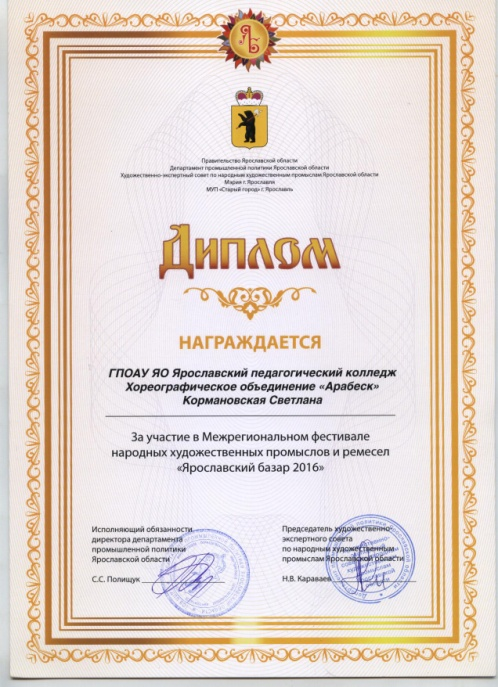 ЯБ
Правительство Ярославской области
Департамент промышленной политики Ярославской области
Художественно-экспертный совет по народным художественным промыслам Ярославской области
Мэрия г. Ярославля
МУП «Старый город» г. Ярославль
Диплом
НАГРАЖДАЕТСЯ
ГПОАУ ЯО Ярославский педагогический колледж
Хореографическое объединение «Арабеск»
Кормановская Светлана
За участие в Межрегиональном фестивале
народных художественных промыслов и ремесел
«Ярославский базар 2016»
Исполняющий обязанности
директора департамента
промышленной политики
Ярославской области
С.С. Полищук
Председатель художественно-
экспертного совета
по народным художественным
промыслам Ярославской области
Н.В. Караваев